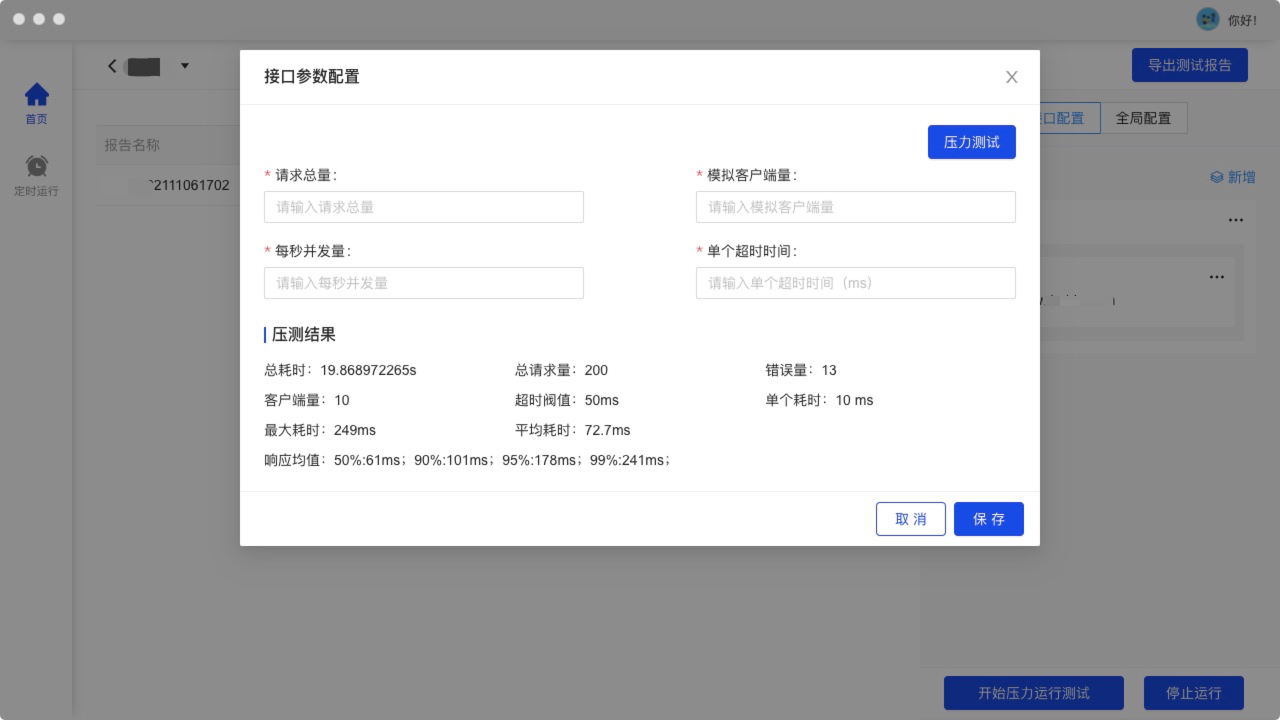 你好！
导出测试报告
首页
定时运行
报告名称
2111061702
口配置
全局配置
新增
接口参数配置
压力测试
* 请求总量：
* 模拟客户端量：
请输入请求总量
请输入模拟客户端量
* 每秒并发量：
* 单个超时时间：
请输入每秒并发量
请输入单个超时时间（ms）
压测结果
总耗时：19.868972265s
总请求量：200
错误量：13
客户端量：10
超时阀值：50ms
单个耗时：10 ms
最大耗时：249ms
平均耗时：72.7ms
响应均值：50%:61ms；90%:101ms；95%:178ms；99%:241ms；
取 消
保 存
开始压力运行测试
停止运行